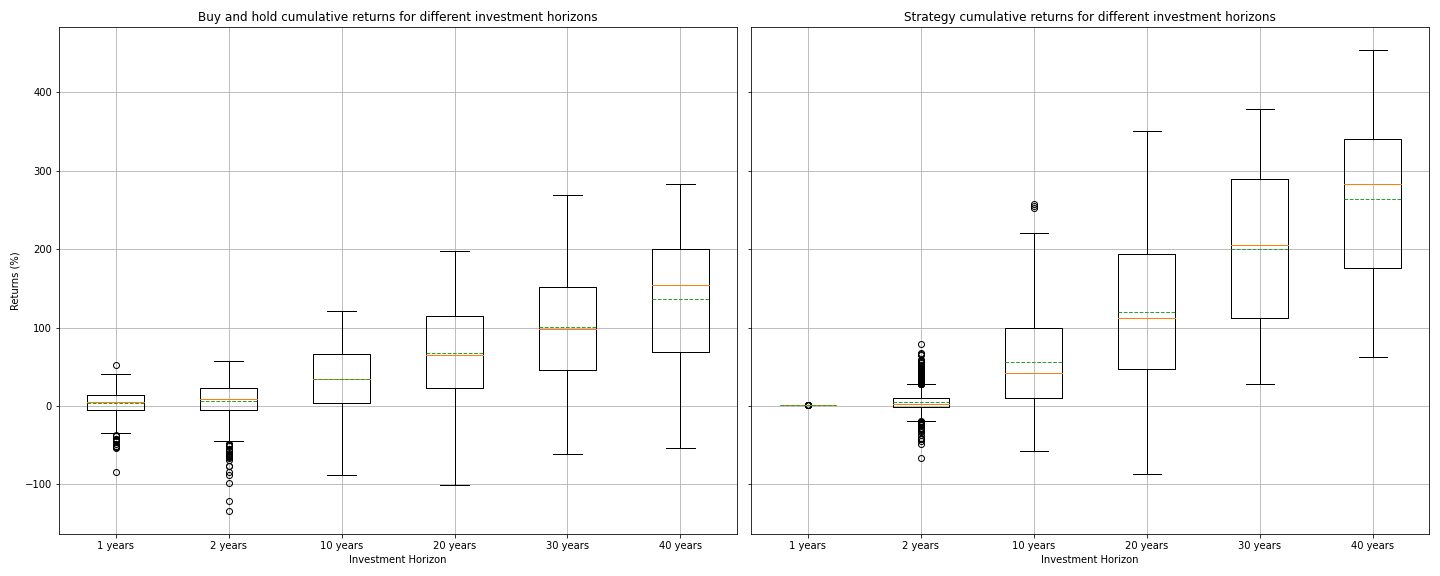 Buy and hold cumulative returns for different investment horizons
Strategy cumulative returns for different investment horizons
Returns (%)
400
300
200
100
0
−100
1 years
2 years
10 years
20 years
30 years
40 years
Investment Horizon
1 years
2 years
10 years
20 years
30 years
40 years
Investment Horizon